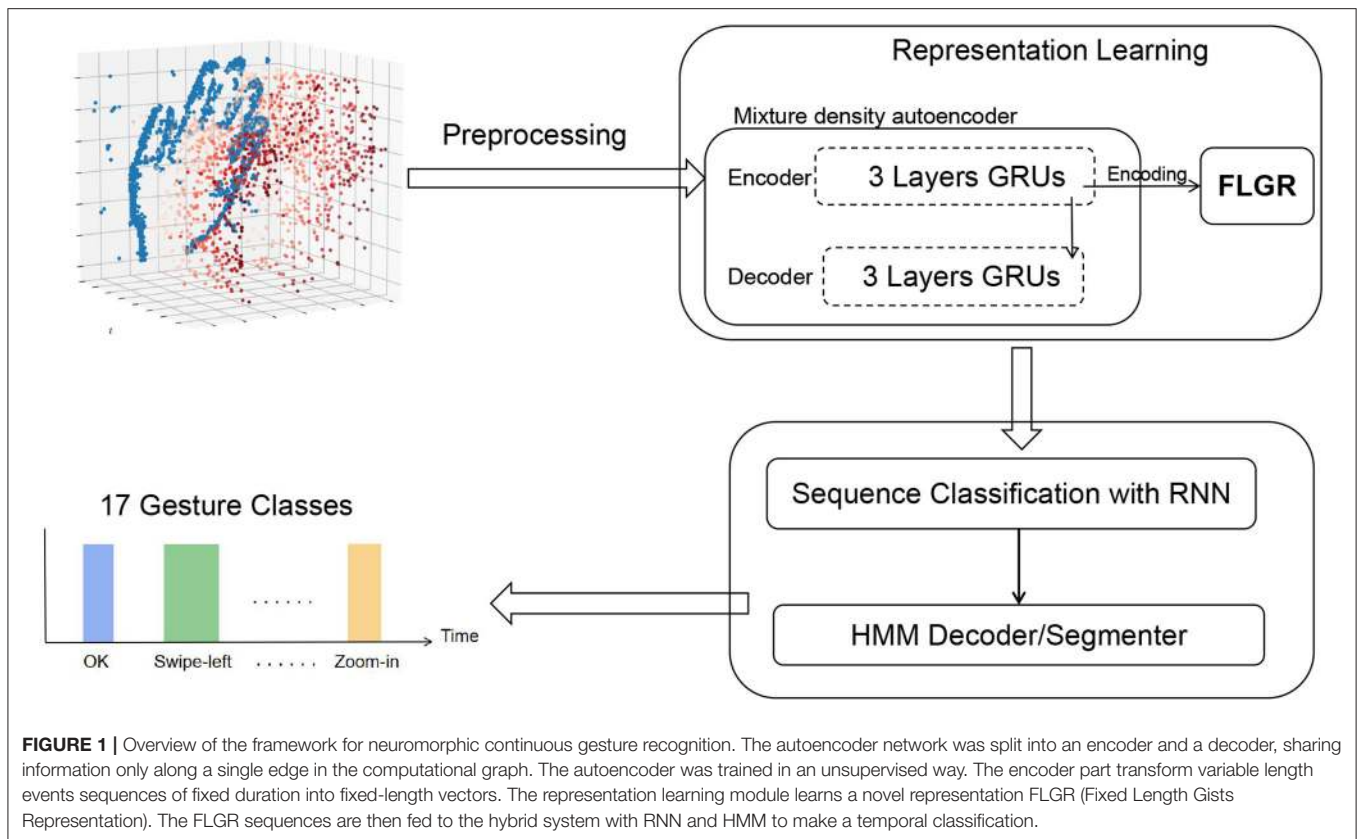 Representation Learning
Preprocessing
Mixture density autoencoder
Encoder
3 Layers GRUs
Encoding
FLGR
Decoder
3 Layers GRUs
t
Sequence Classification with RNN
HMM Decoder/Segmenter
17 Gesture Classes
......
Time
OK Swipe-left ...... Zoom-in
FIGURE 1 | Overview of the framework for neuromorphic continuous gesture recognition. The autoencoder network was split into an encoder and a decoder, sharing
information only along a single edge in the computational graph. The autoencoder was trained in an unsupervised way. The encoder part transform variable length
events sequences of fixed duration into fixed-length vectors. The representation learning module learns a novel representation FLGR (Fixed Length Gists
Representation). The FLGR sequences are then fed to the hybrid system with RNN and HMM to make a temporal classification.